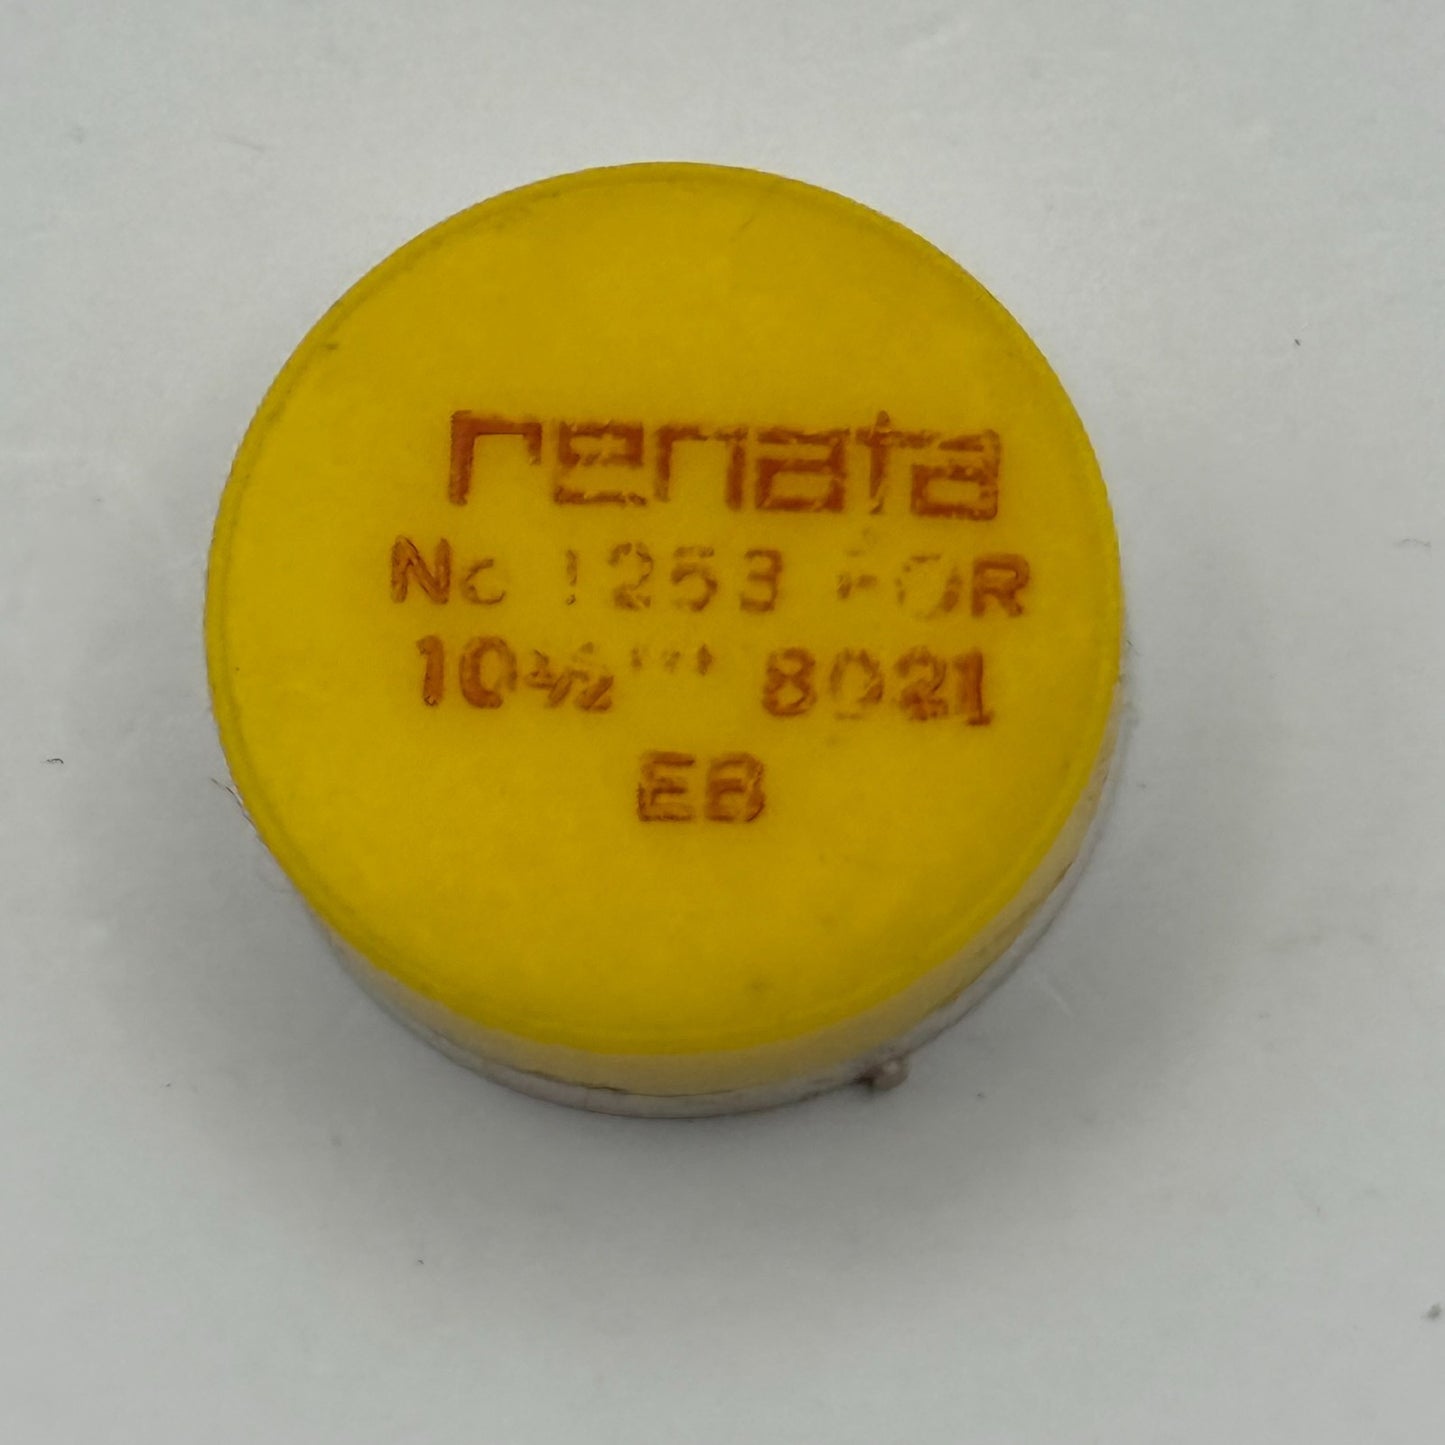 renata
No 1253 FOR
10½''' 8021
EB